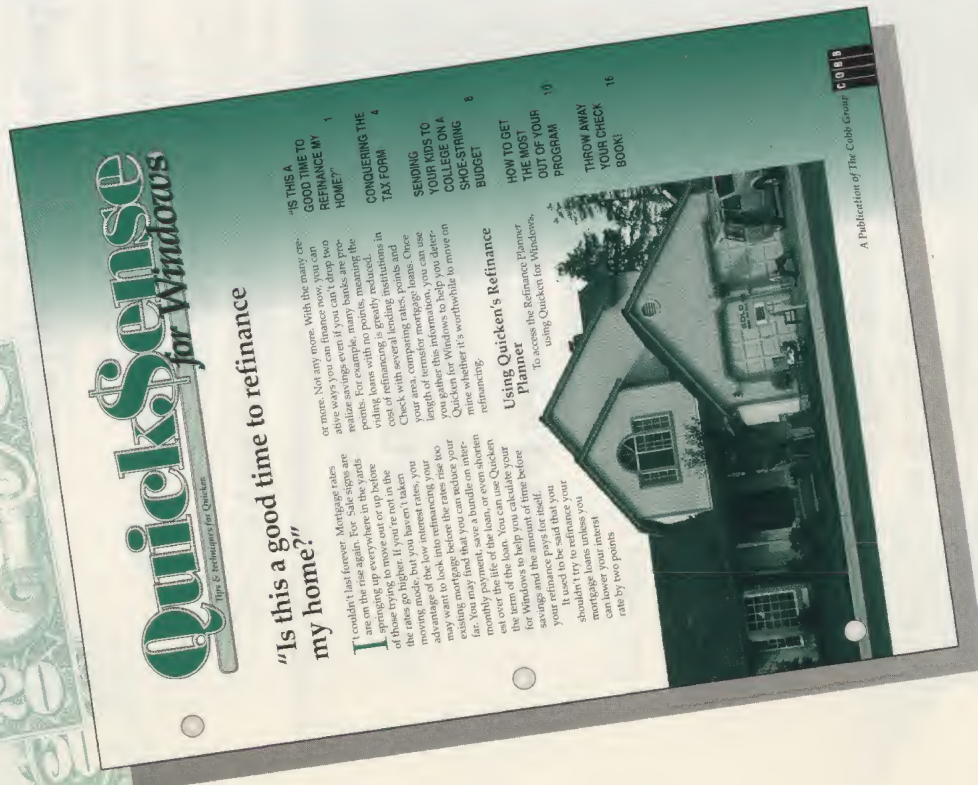 Quick$ense
for Windows
Tips & techniques for Quicken
"Is this a good time to refinance
my home?"
It couldn't last forever. Mortgage rates
are on the rise again. For Sale signs are
springing up everywhere in the yards
of those trying to move out or up before
the rates go higher. If you're not in the
moving mode, but you haven't taken
advantage of the low interest rates, you
may want to look into refinancing your
existing mortgage before the rates rise too
far. You may find that you can reduce your
monthly payment, save a bundle on inter-
est over the life of the loan, or even shorten
the term of the loan. You can use Quicken
for Windows to help you calculate your
savings and the amount of time before
your refinance pays for itself.
It used to be said that you
shouldn't try to refinance your
mortgage loans unless you
can lower your interst
rate by two points
or more. Not any more. With the many cre-
ative ways you can finance now, you can
realize savings even if you can't drop two
points. For example, many banks are pro-
viding loans with no points, meaning the
cost of refinancing is greatly reduced.
Check with several lending institutions in
your area, comparing rates, points and
length of termsfor mortgage loans. Once
you gather this information, you can use
Quicken for Windows to help you deter-
mine whether it's worthwhile to move on
refinancing.
Using Quicken's Refinance
Planner
To access the Refinance Planner
using Quicken for Windows,
"IS THIS A
GOOD TIME TO
REFINANCE MY
HOME?" 1
CONQUERING THE
TAX FORM 4
SENDING
YOUR KIDS TO
COLLEGE ON A
SHOE-STRING
BUDGET 8
HOW TO GET
THE MOST
OUT OF YOUR
PROGRAM 10
THROW AWAY
YOUR CHECK
BOOK! 16
SOLD
A Publication of The Cobb Group
COBB
20